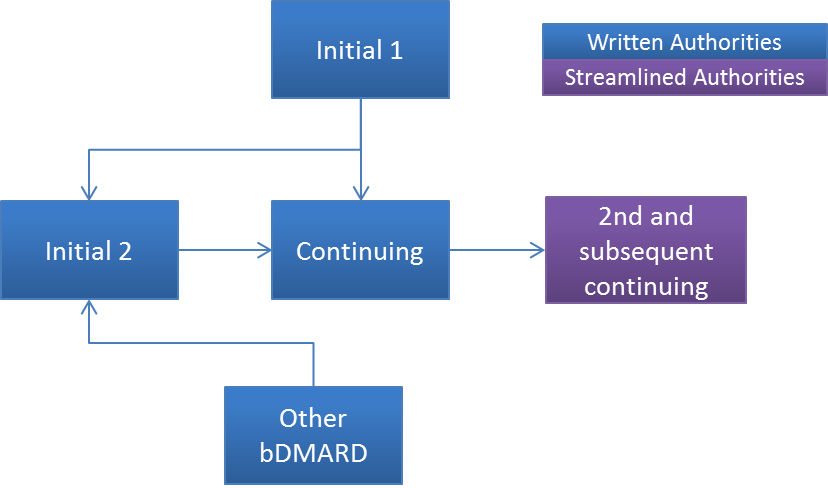 Initial 1
Written Authorities
Streamlined Authorities
Initial 2
Continuing
2nd and
subsequent
continuing
Other
bDMARD